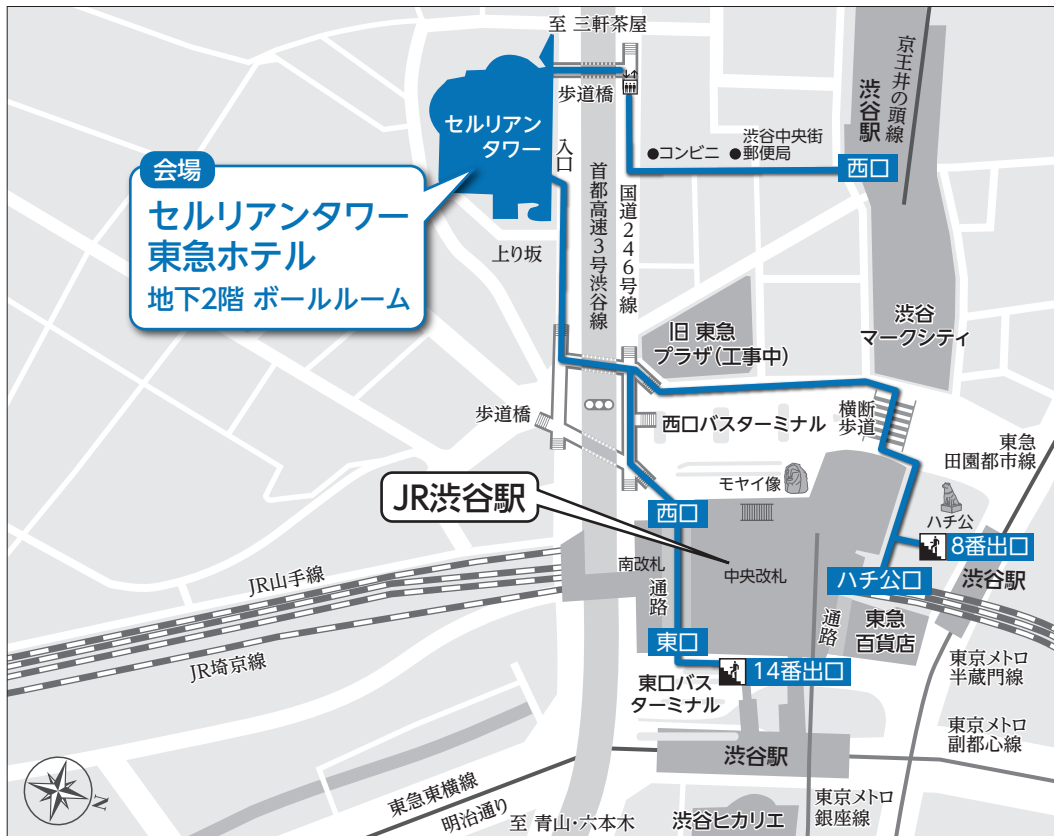 至 三軒茶屋
京王井の頭線
渋谷駅
歩道橋
セルリアン
タワー
入口
●コンビニ
●渋谷中央街
郵便局
西口
会場
セルリアンタワー
東急ホテル
地下2階 ボールルーム
首都高速3号渋谷線
国道246号線
上り坂
旧 東急
プラザ(工事中)
渋谷
マークシティ
歩道橋
西口バスターミナル
横断
歩道
東急
田園都市線
JR渋谷駅
モヤイ像
ハチ公
西口
8番出口
南改札
中央改札
ハチ公口
渋谷駅
JR山手線
通路
通路
東急
百貨店
JR埼京線
東口
14番出口
東口バス
ターミナル
東京メトロ
半蔵門線
東京メトロ
副都心線
渋谷駅
N
東急東横線
明治通り
至 青山・六本木
渋谷ヒカリエ
東京メトロ
銀座線